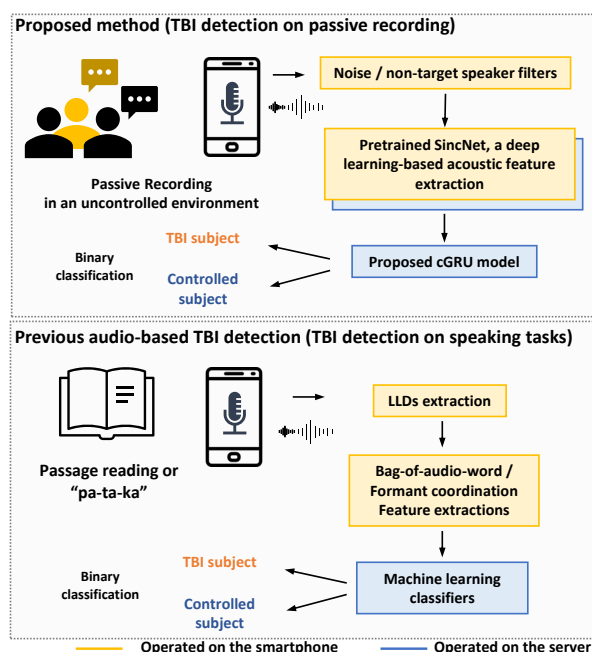 Proposed method (TBI detection on passive recording)
Noise / non-target speaker filters
Pretrained SincNet, a deep
learning-based acoustic feature
extraction
Passive Recording
in an uncontrolled environment
TBI subject
Binary
classification
Controlled
subject
Proposed cGRU model
Previous audio-based TBI detection (TBI detection on speaking tasks)
LLDs extraction
Passage reading or
“pa-ta-ka”
Bag-of-audio-word /
Formant coordination
Feature extractions
TBI subject
Binary
classification
Controlled
subject
Machine learning
classifiers
Operated on the smartphone
Operated on the server